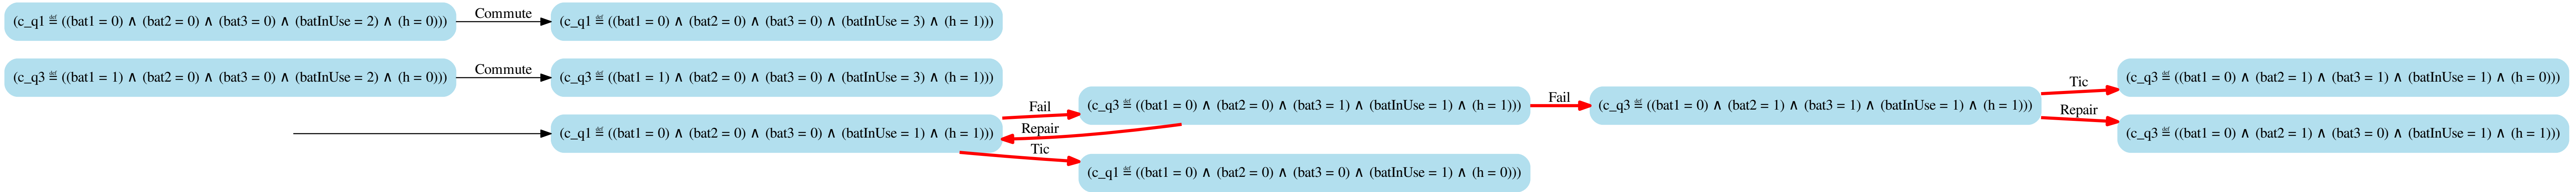 (c_q1 ≝ ((bat1 = 0) ∧ (bat2 = 0) ∧ (bat3 = 0) ∧ (batInUse = 2) ∧ (h = 0)))
Commute
(c_q1 ≝ ((bat1 = 0) ∧ (bat2 = 0) ∧ (bat3 = 0) ∧ (batInUse = 3) ∧ (h = 1)))
(c_q3 ≝ ((bat1 = 1) ∧ (bat2 = 0) ∧ (bat3 = 0) ∧ (batInUse = 2) ∧ (h = 0)))
Commute
(c_q3 ≝ ((bat1 = 1) ∧ (bat2 = 0) ∧ (bat3 = 0) ∧ (batInUse = 3) ∧ (h = 1)))
(c_q1 ≝ ((bat1 = 0) ∧ (bat2 = 0) ∧ (bat3 = 0) ∧ (batInUse = 1) ∧ (h = 1)))
Fail
Repair
Tic
(c_q3 ≝ ((bat1 = 0) ∧ (bat2 = 0) ∧ (bat3 = 1) ∧ (batInUse = 1) ∧ (h = 1)))
(c_q1 ≝ ((bat1 = 0) ∧ (bat2 = 0) ∧ (bat3 = 0) ∧ (batInUse = 1) ∧ (h = 0)))
Fail
(c_q3 ≝ ((bat1 = 0) ∧ (bat2 = 1) ∧ (bat3 = 1) ∧ (batInUse = 1) ∧ (h = 1)))
Tic
Repair
(c_q3 ≝ ((bat1 = 0) ∧ (bat2 = 1) ∧ (bat3 = 1) ∧ (batInUse = 1) ∧ (h = 0)))
(c_q3 ≝ ((bat1 = 0) ∧ (bat2 = 1) ∧ (bat3 = 0) ∧ (batInUse = 1) ∧ (h = 1)))